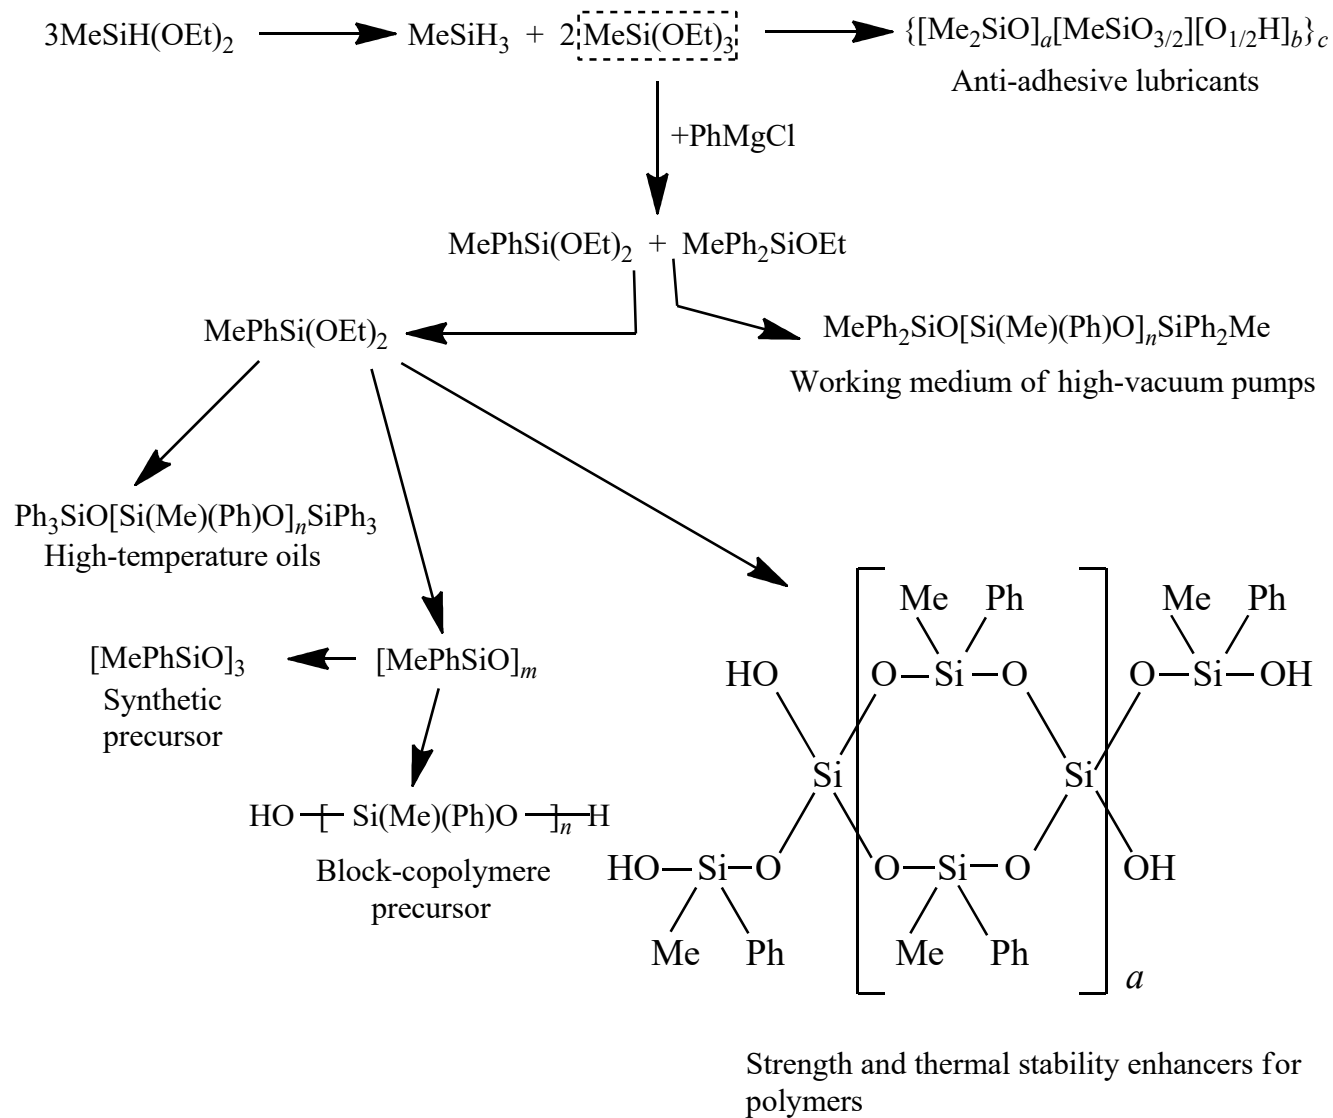 3MeSiH(OEt)₂ MeSiH₃ + 2 MeSi(OEt)₃ {[Me₂SiO]ₐ[MeSiO₃/₂][O₁/₂H]b}c
Anti-adhesive lubricants
+PhMgCl
MePhSi(OEt)₂ + MePh₂SiOEt
MePhSi(OEt)₂
MePh₂SiO[Si(Me)(Ph)O]ₙSiPh₂Me
Working medium of high-vacuum pumps
Ph₃SiO[Si(Me)(Ph)O]ₙSiPh₃
High-temperature oils
[MePhSiO]₃
Synthetic
precursor
[MePhSiO]ₘ
HO [ Si(Me)(Ph)O ]ₙ H
Block-copolymere
precursor
Me Ph Me Ph
HO O Si O O Si OH
Si Si
HO Si O O Si O OH
Me Ph Me Ph
a
Strength and thermal stability enhancers for
polymers